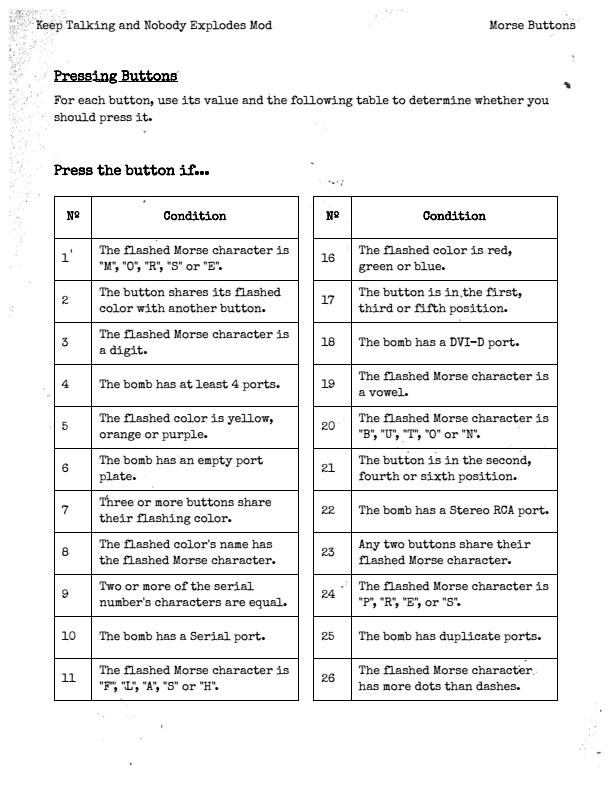 Keep Talking and Nobody Explodes Mod
Morse Buttons
Pressing Buttons
For each button, use its value and the following table to determine whether you
should press it.
Press the button if…
Nº Condition
1 The flashed Morse character is
"M", "O", "R", "S" or "E".
2 The button shares its flashed
color with another button.
3 The flashed Morse character is
a digit.
4 The bomb has at least 4 ports.
5 The flashed color is yellow,
orange or purple.
6 The bomb has an empty port
plate.
7 Three or more buttons share
their flashing color.
8 The flashed color's name has
the flashed Morse character.
9 Two or more of the serial
number's characters are equal.
10 The bomb has a Serial port.
11 The flashed Morse character is
"F", "L", "A", "S" or "H".
Nº Condition
16 The flashed color is red,
green or blue.
17 The button is in the first,
third or fifth position.
18 The bomb has a DVI-D port.
19 The flashed Morse character is
a vowel.
20 The flashed Morse character is
"B", "U", "T", "O" or "N".
21 The button is in the second,
fourth or sixth position.
22 The bomb has a Stereo RCA port.
23 Any two buttons share their
flashed Morse character.
24 The flashed Morse character is
"P", "R", "E", or "S".
25 The bomb has duplicate ports.
26 The flashed Morse character
has more dots than dashes.